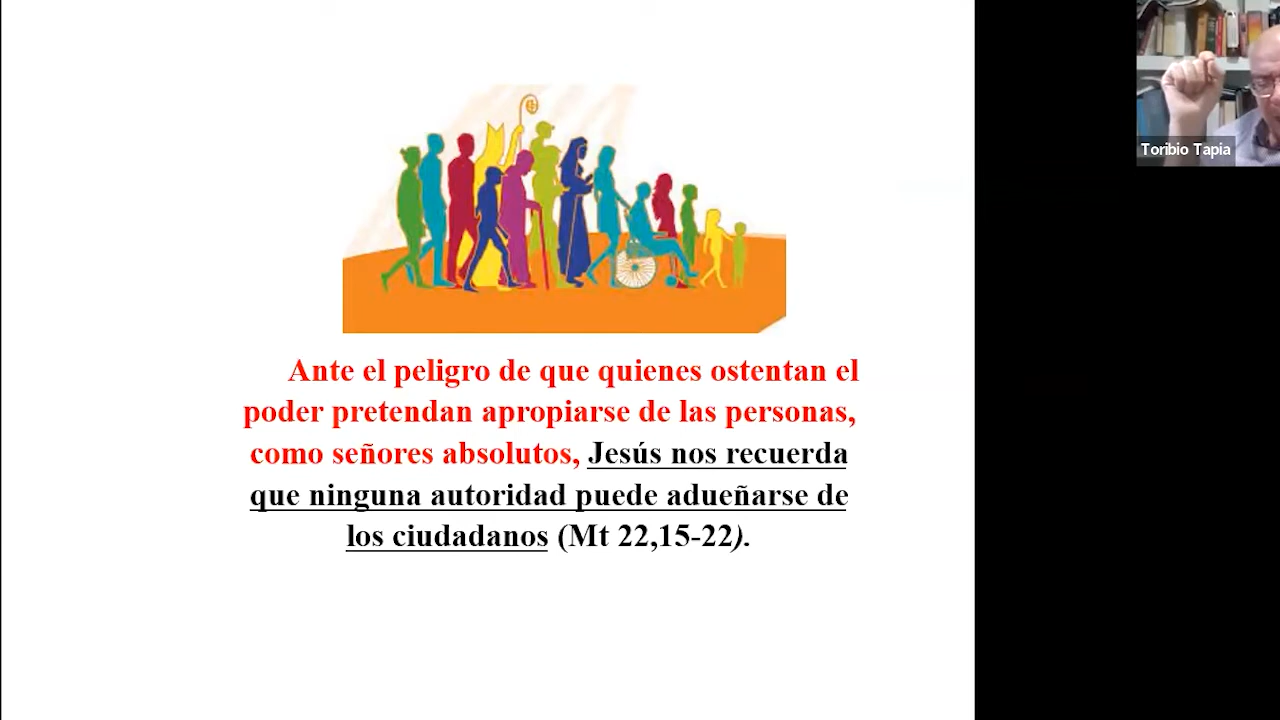 Toribio Tapia
Ante el peligro de que quienes ostentan el
poder pretendan apropiarse de las personas,
como señores absolutos, Jesús nos recuerda
que ninguna autoridad puede adueñarse de
los ciudadanos (Mt 22,15-22).